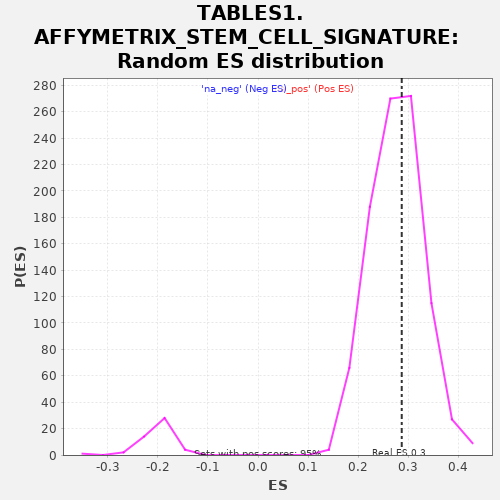 TABLES1.
AFFYMETRIX_STEM_CELL_SIGNATURE:
Random ES distribution
'na_neg' (Neg ES)_pos' (Pos ES)
280
260
240
220
200
180
160
140
120
100
80
60
40
20
0
P(ES)
Sets with pos scores: 95%
Real ES 0.3
-0.3 -0.2 -0.1 0.0 0.1 0.2 0.3 0.4
ES